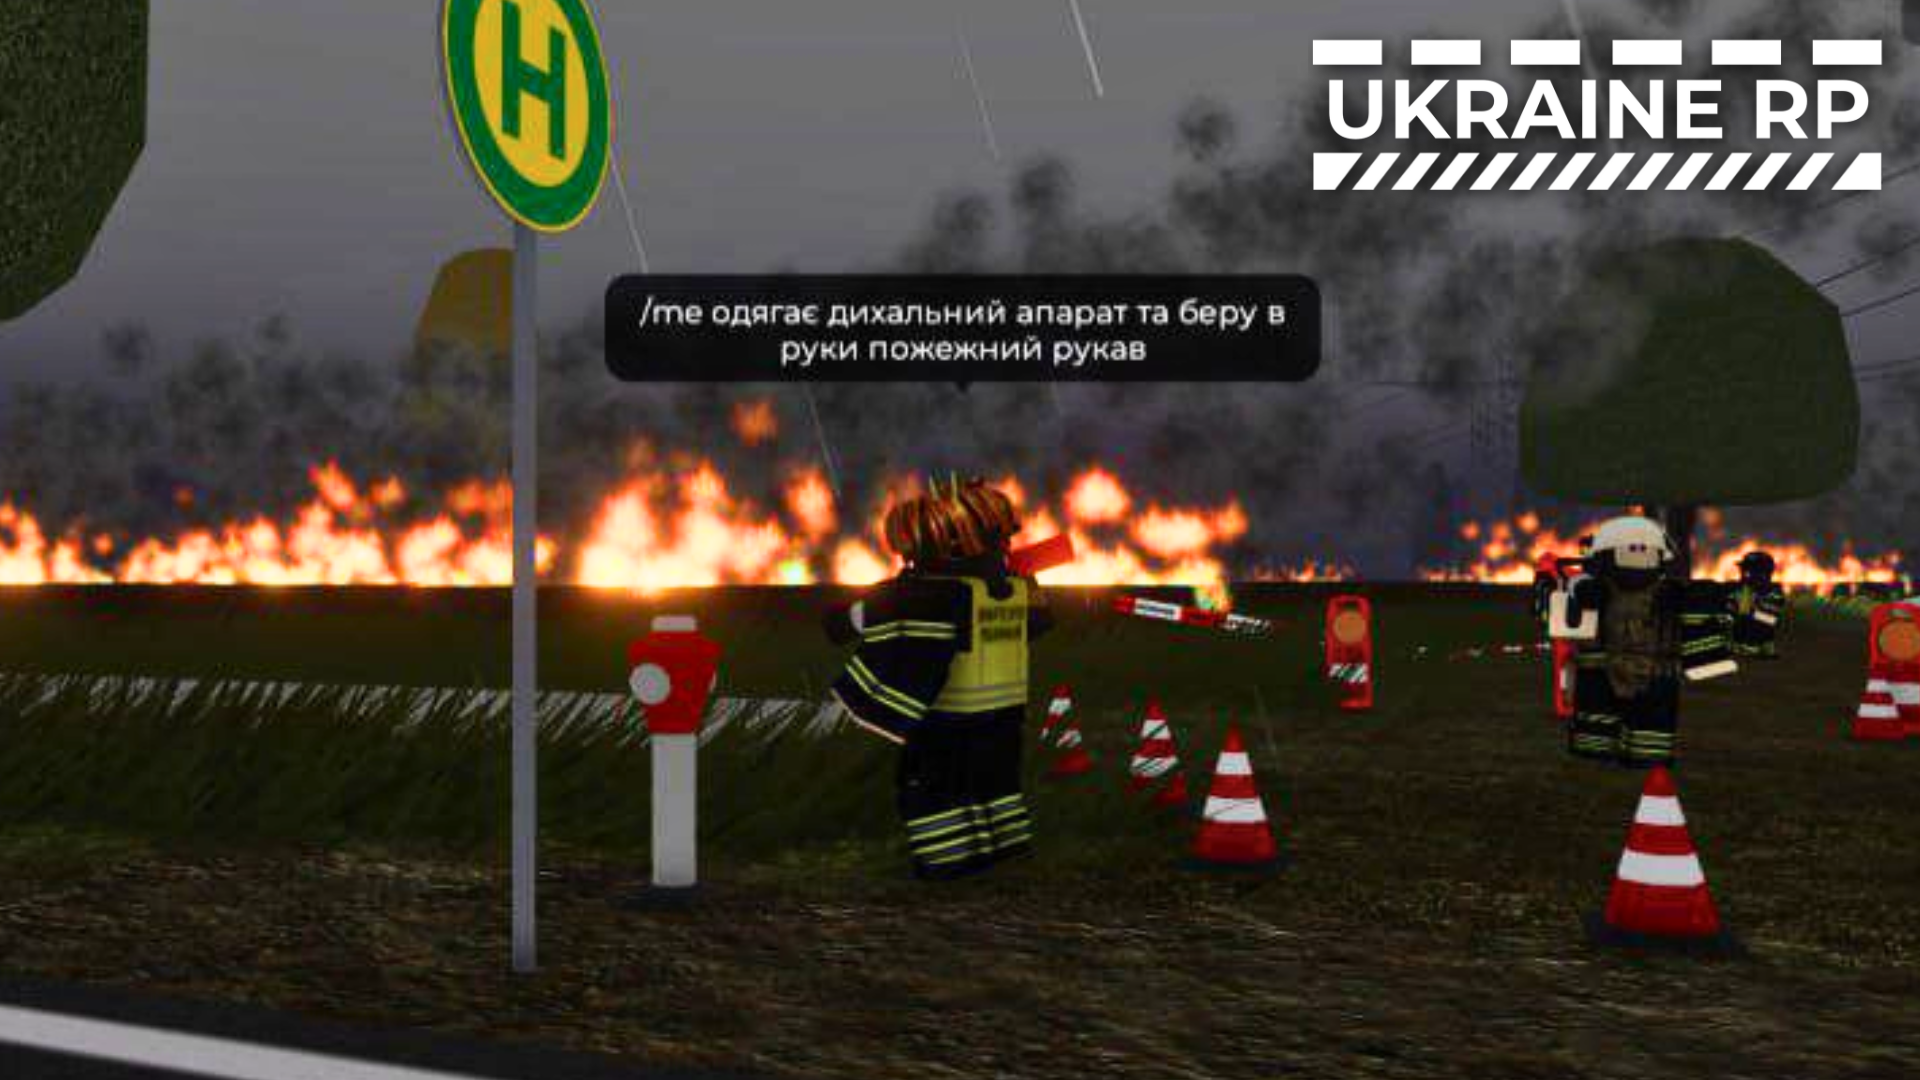 H
UKRAINE RP
/me одягає дихальний апарат та беру в
руки пожежний рукав